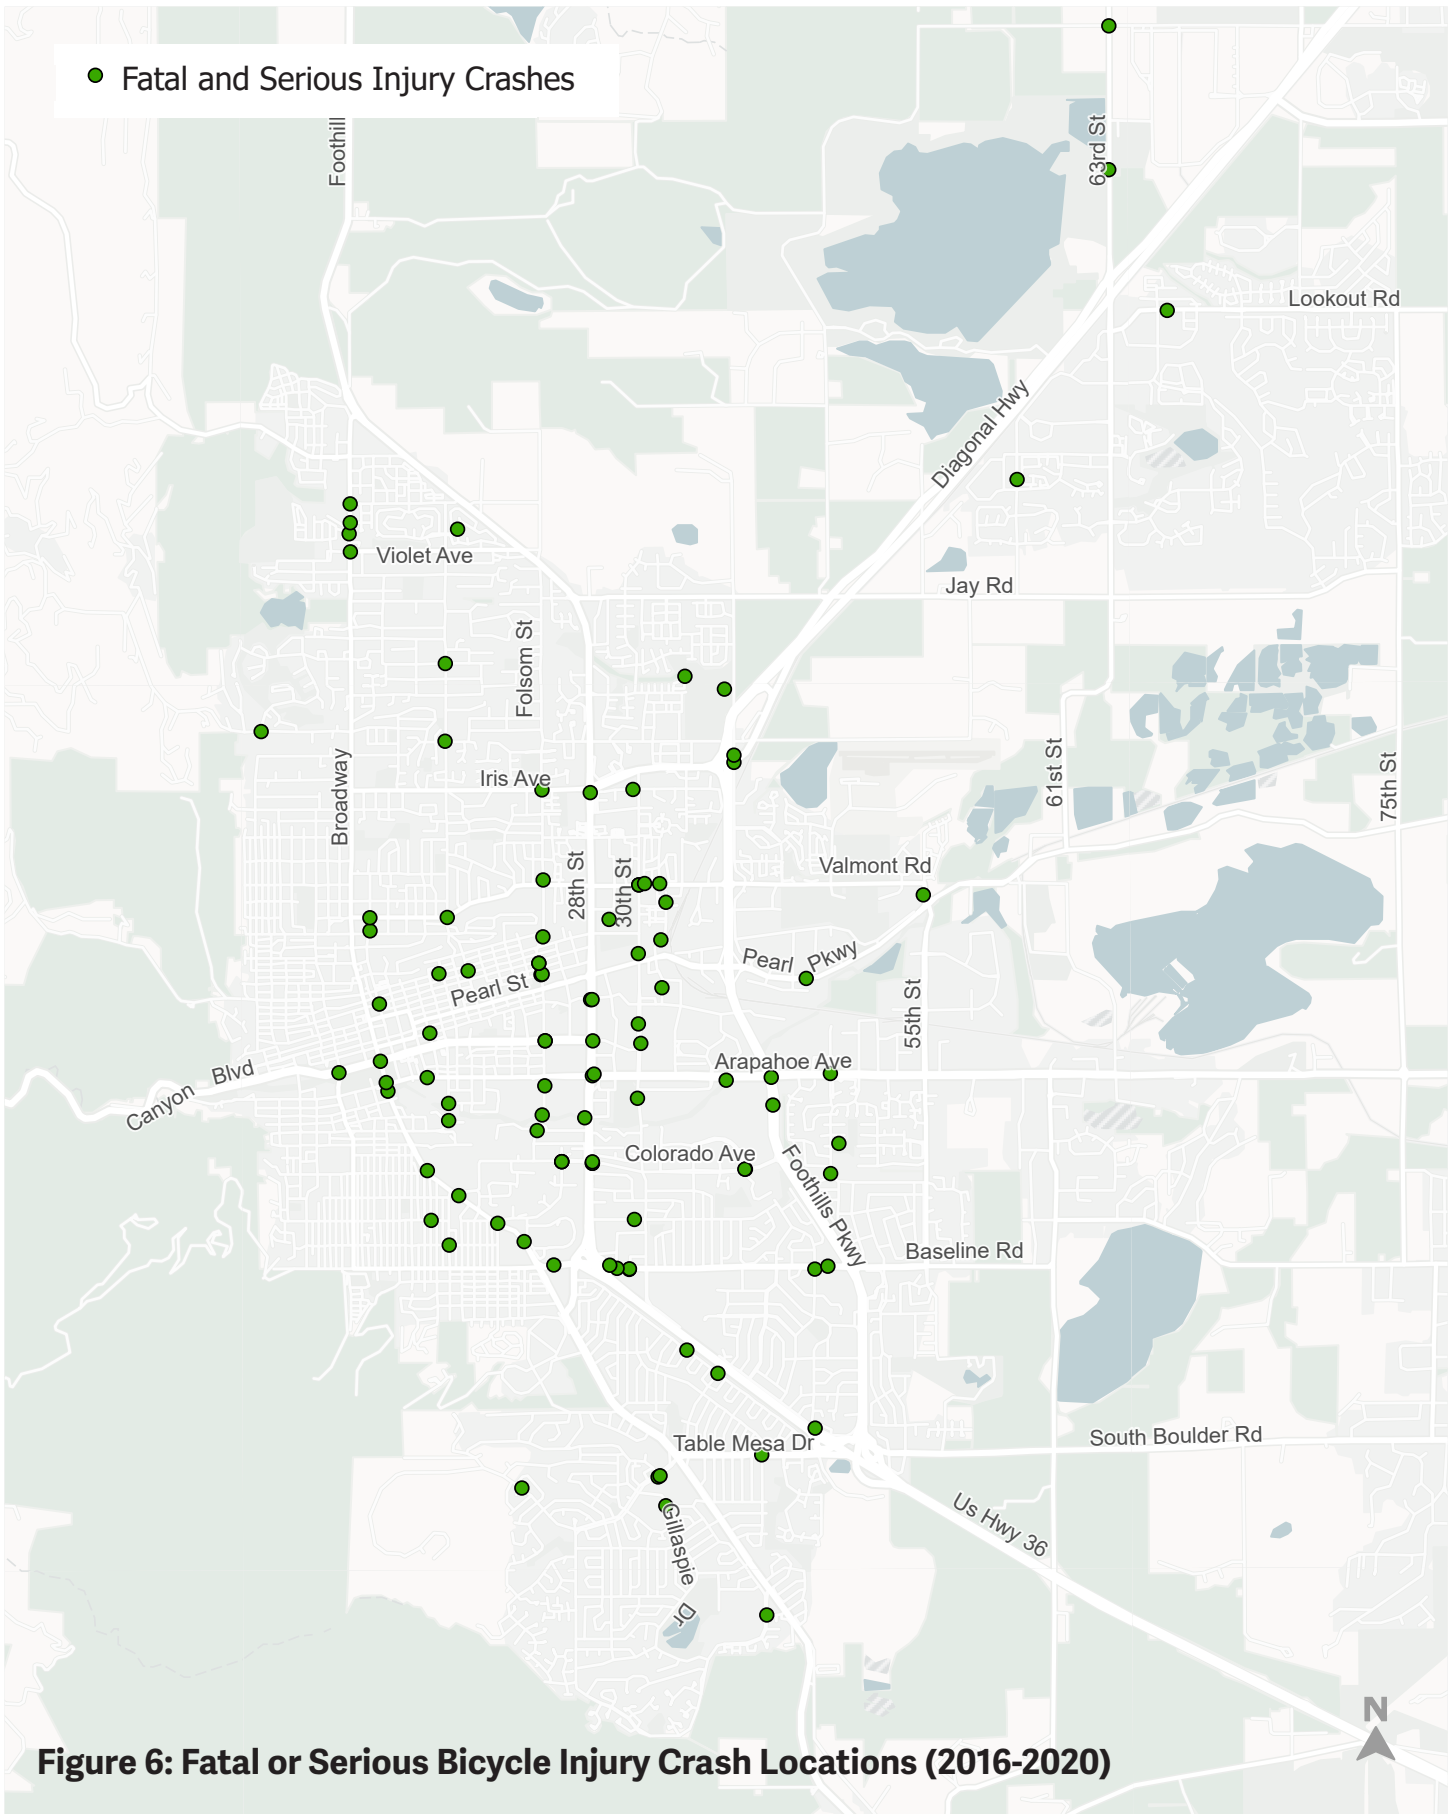 Fatal and Serious Injury Crashes
Foothill
63rd St
Lookout Rd
Diagonal Hwy
Violet Ave
Jay Rd
Folsom St
Iris Ave
Broadway
61st St
75th St
28th St
30th St
Valmont Rd
Pearl Pkwy
Pearl St
55th St
Arapahoe Ave
Canyon Blvd
Colorado Ave
Foothills Pkwy
Baseline Rd
Table Mesa Dr
South Boulder Rd
Gillaspie Dr
Us Hwy 36
N
Figure 6: Fatal or Serious Bicycle Injury Crash Locations (2016-2020)